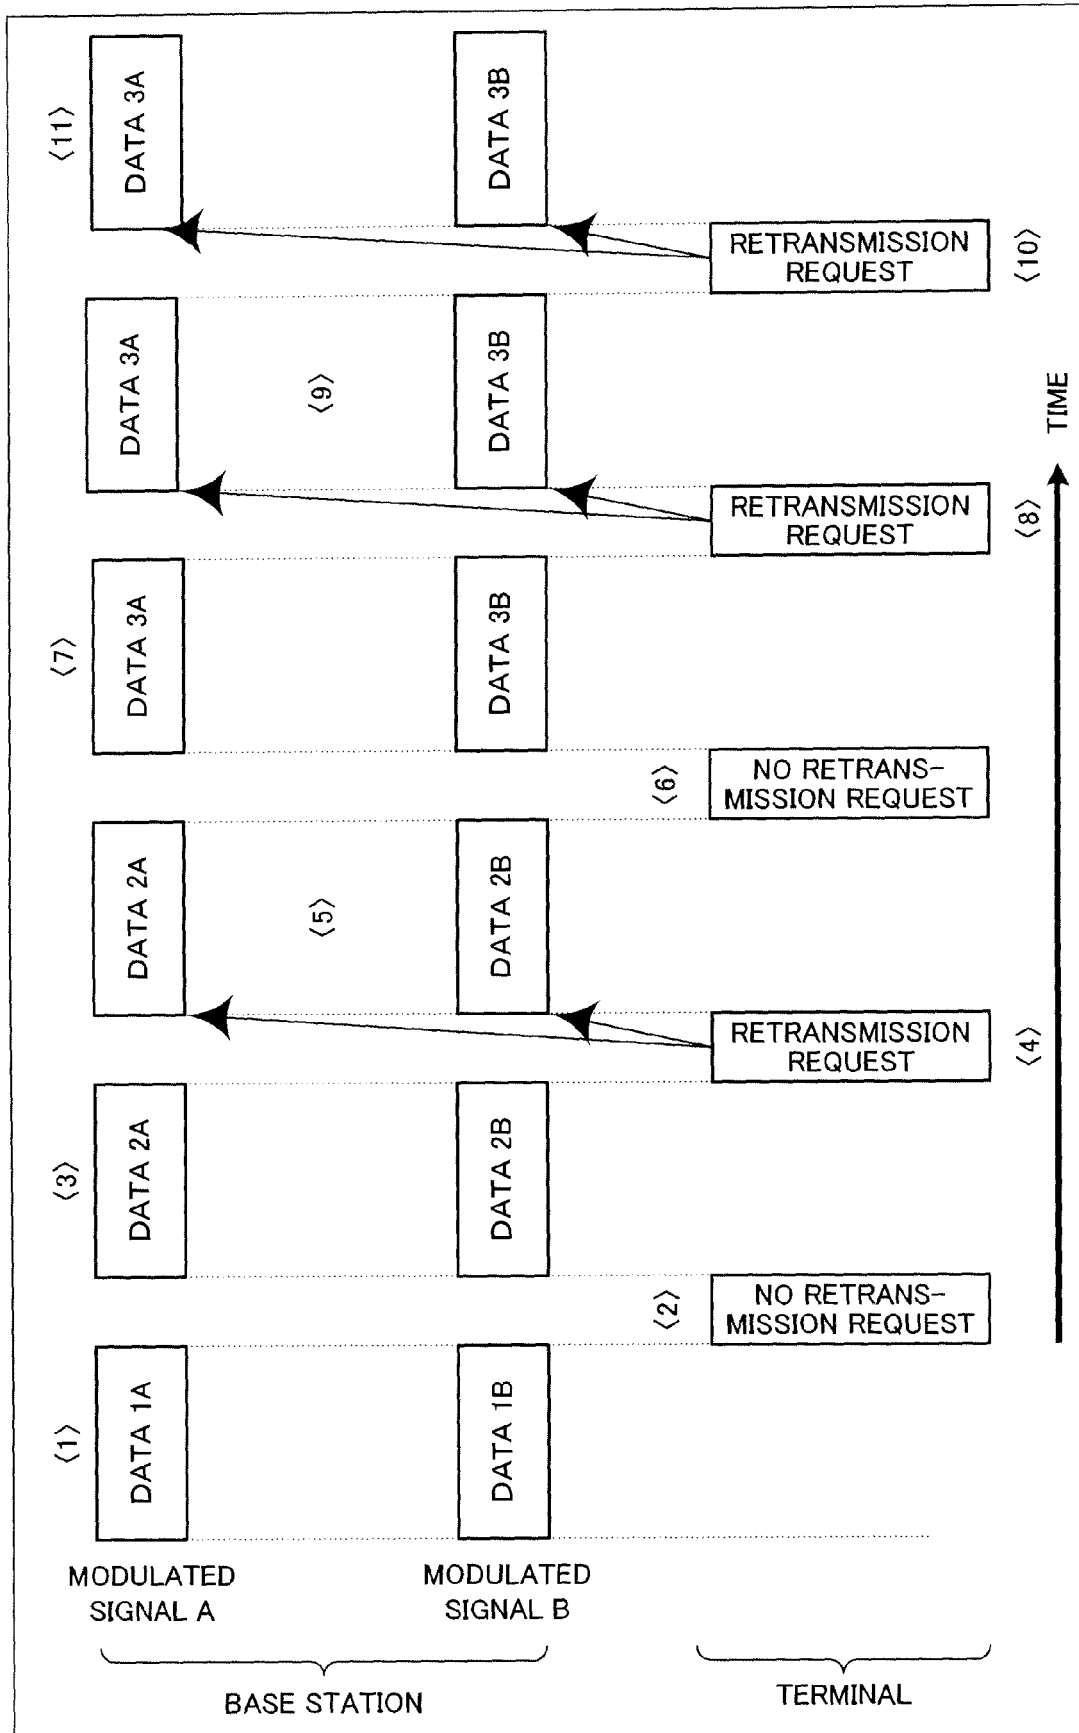 〈1〉
〈3〉
〈7〉
〈11〉
MODULATED
SIGNAL A
DATA 1A
DATA 2A
DATA 2A
DATA 3A
DATA 3A
DATA 3A
〈5〉
〈9〉
MODULATED
SIGNAL B
DATA 1B
DATA 2B
DATA 2B
DATA 3B
DATA 3B
DATA 3B
BASE STATION
〈2〉
〈6〉
NO RETRANS-
MISSION REQUEST
RETRANSMISSION
REQUEST
NO RETRANS-
MISSION REQUEST
RETRANSMISSION
REQUEST
RETRANSMISSION
REQUEST
TERMINAL
〈4〉
〈8〉
〈10〉
TIME